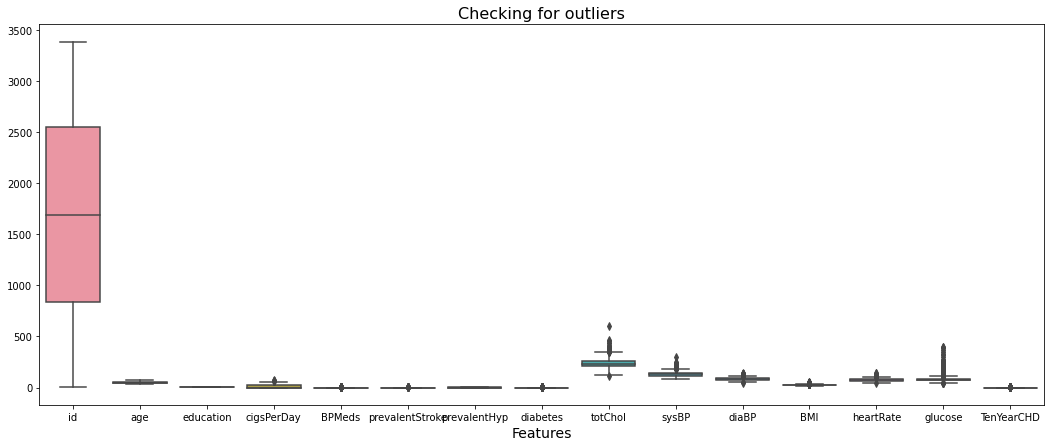 Checking for outliers
3500
3000
2500
2000
1500
1000
500
0
id age education cigsPerDay BPMeds prevalentStroke prevalentHyp diabetes totChol sysBP diaBP BMI heartRate glucose TenYearCHD
Features